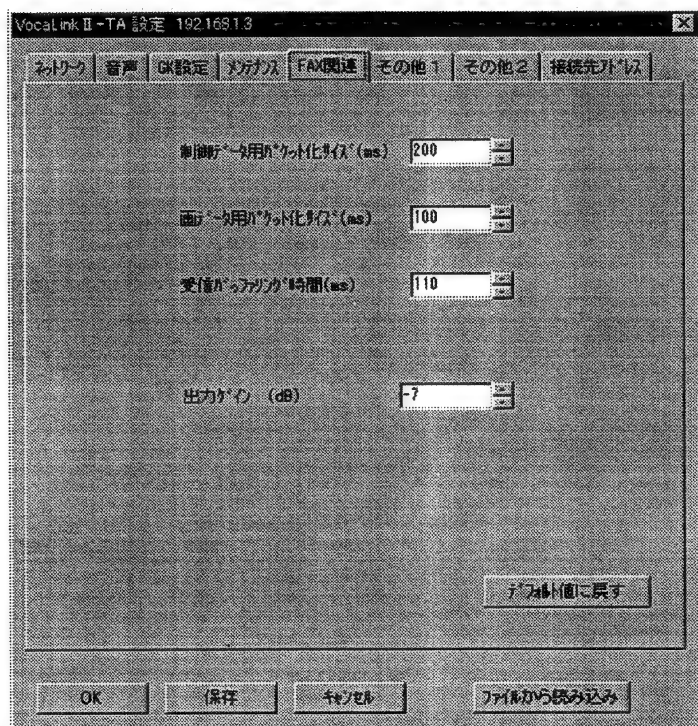 VocaLinkⅡ-TA 設定 192.168.1.3
ﾈｯﾄﾜｰｸ 音声 GK設定 ﾒﾝﾃﾅﾝｽ FAX関連 その他１ その他２ 接続先ｱﾄﾞﾚｽ
制御ﾃﾞｰﾀ用ﾊﾟｹｯﾄ化ｻｲｽﾞ(ms) 200
画ﾃﾞｰﾀ用ﾊﾟｹｯﾄ化ｻｲｽﾞ(ms) 100
受信ﾊﾞｯﾌｧﾘﾝｸﾞ時間(ms) 110
出力ｹﾞｲﾝ (dB) -7
ﾃﾞﾌｫﾙﾄ値に戻す
OK 保存 ｷｬﾝｾﾙ ﾌｧｲﾙから読み込み